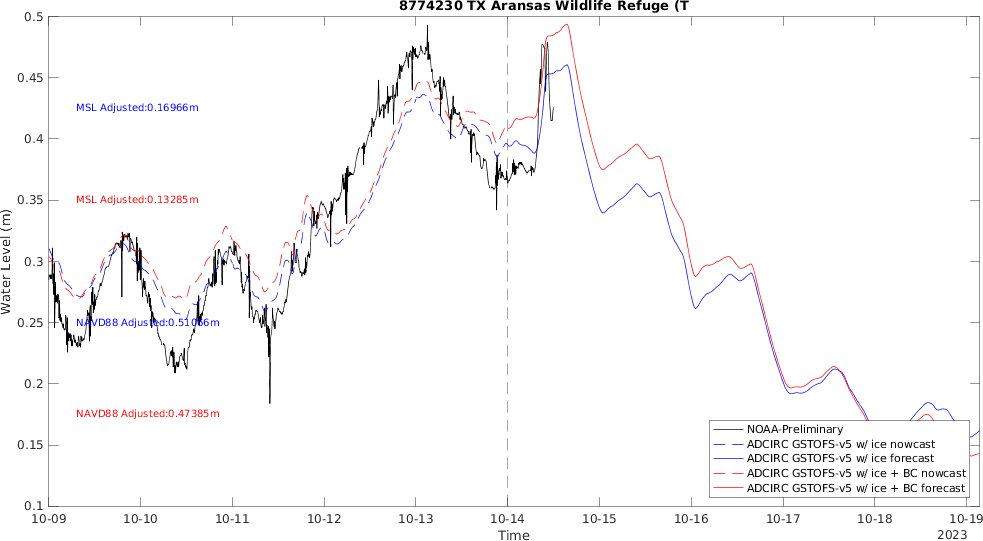 8774230 TX Aransas Wildlife Refuge (T
Water Level (m)
0.5
0.45
0.4
0.35
0.3
0.25
0.2
0.15
0.1
MSL Adjusted:0.16966m
MSL Adjusted:0.13285m
NAVD88 Adjusted:0.51066m
NAVD88 Adjusted:0.47385m
NOAA-Preliminary
ADCIRC GSTOFS-v5 w/ ice nowcast
ADCIRC GSTOFS-v5 w/ ice forecast
ADCIRC GSTOFS-v5 w/ ice + BC nowcast
ADCIRC GSTOFS-v5 w/ ice + BC forecast
10-09 10-10 10-11 10-12 10-13 10-14 10-15 10-16 10-17 10-18 10-19
Time
2023